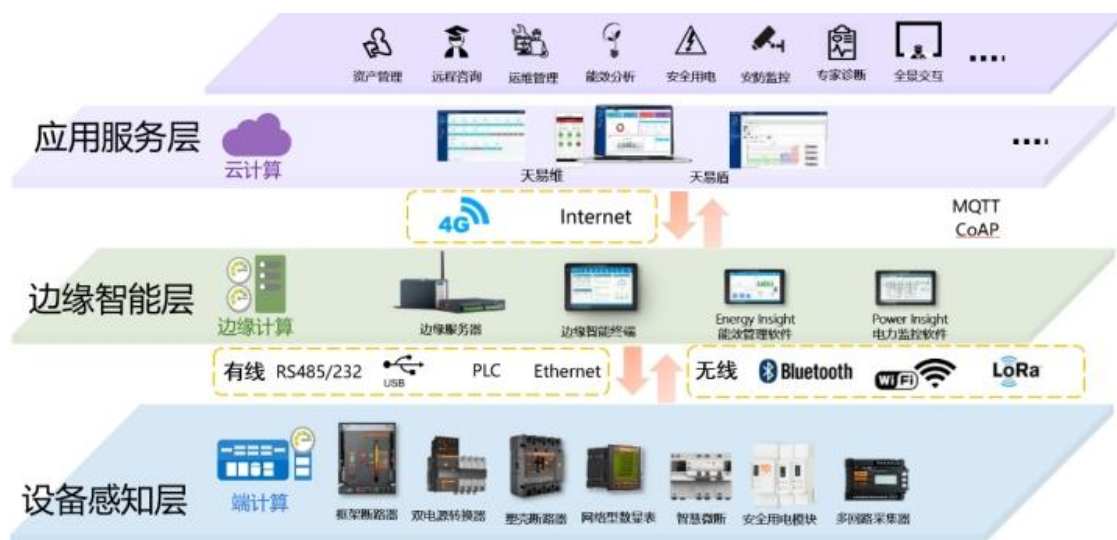 资产管理 远程咨询 运维管理 能效分析 安全用电 安防监控 专家诊断 全景交互
应用服务层
云计算
天易维
天易盾
4G
Internet
MQTT
CoAP
边缘智能层
边缘计算
边缘服务器
边缘智能终端
Energy Insight
能效管理软件
Power Insight
电力监控软件
有线 RS485/232 USB PLC Ethernet
无线 Bluetooth WiFi LoRa
设备感知层
端计算
框架断路器 双电源转换器 塑壳断路器 网络型数显表 智慧微断 安全用电模块 多回路采集器